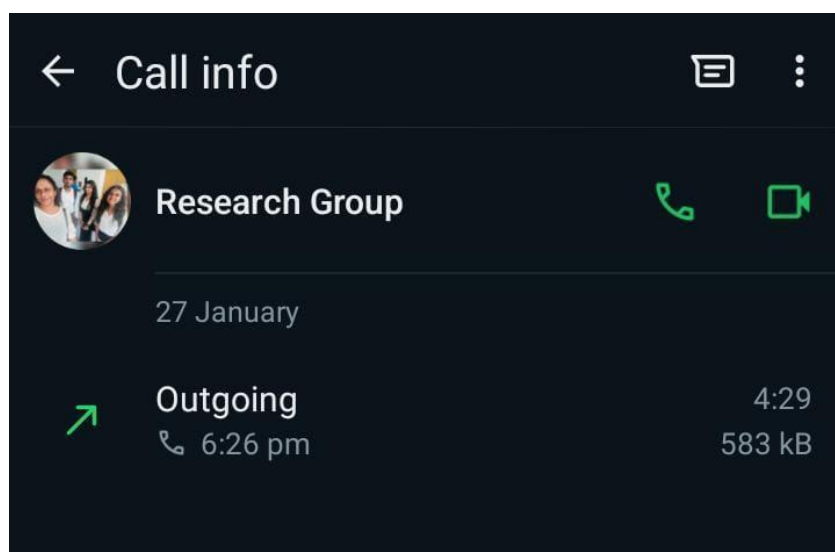 Call info
Research Group
27 January
Outgoing 4:29
6:26 pm 583 kB